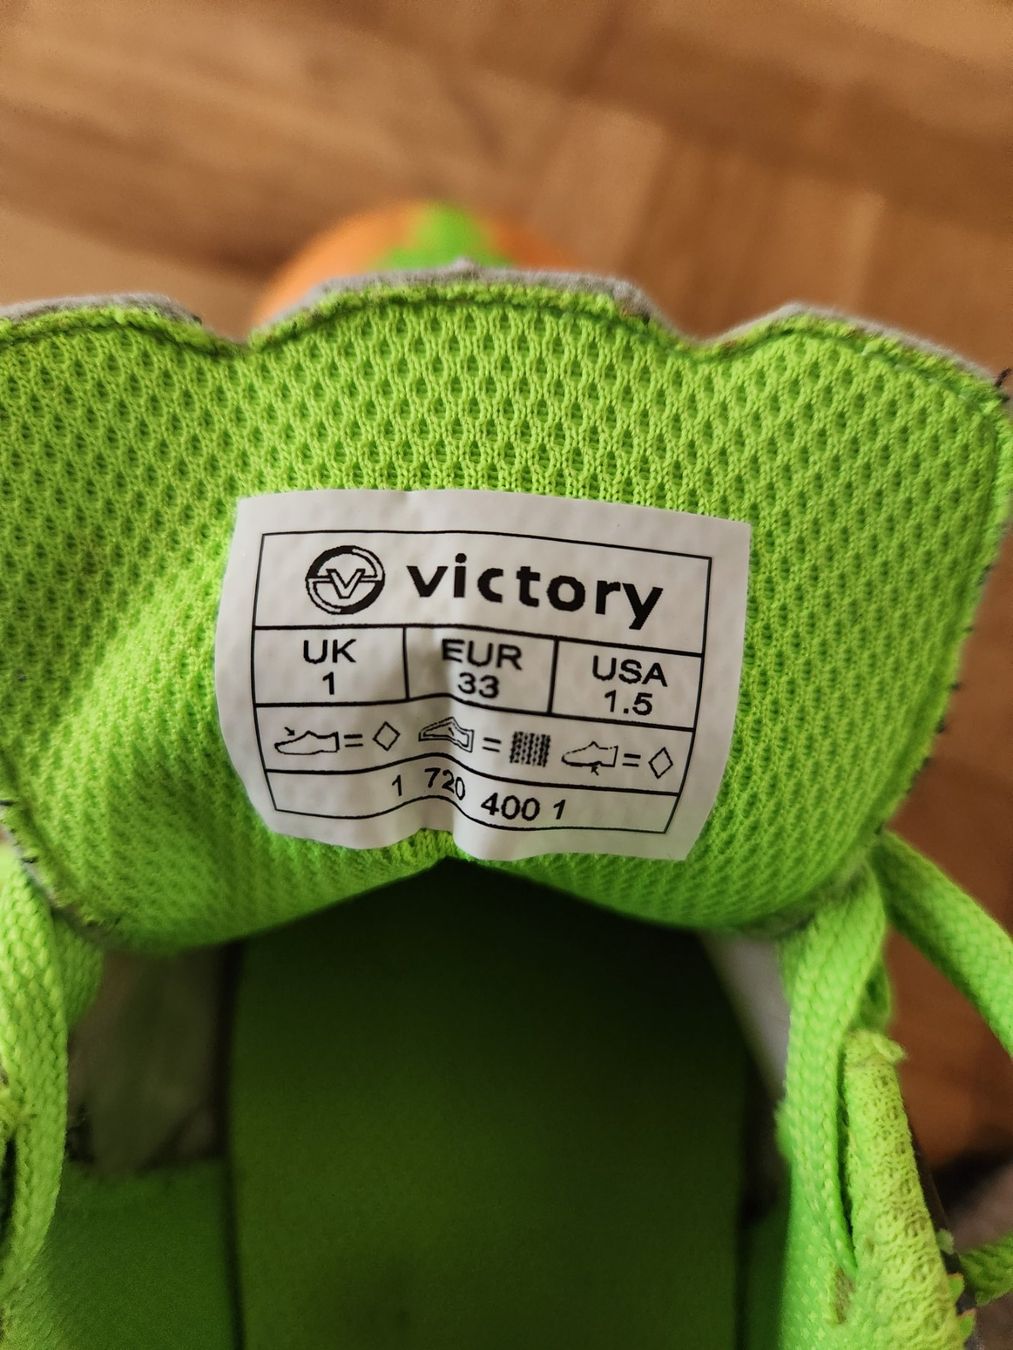 victory
UK EUR USA
1 33 1.5
= = =
1 720 400 1